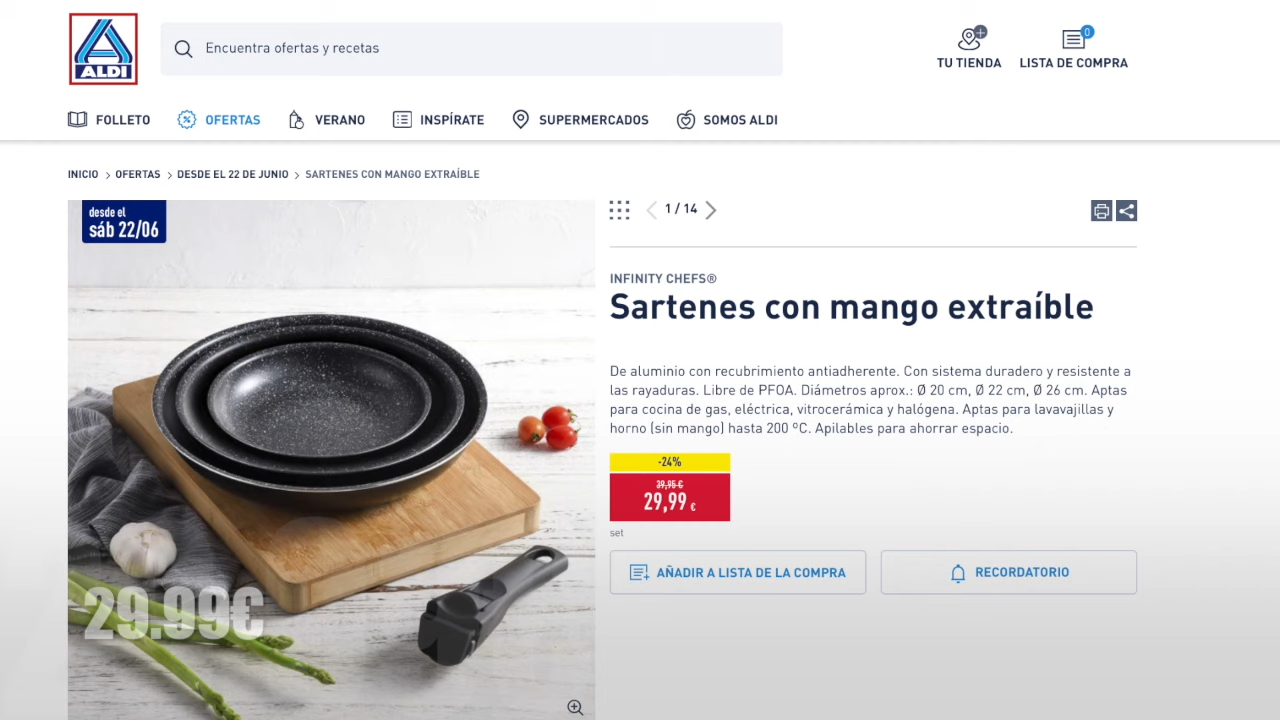 ALDI
Encuentra ofertas y recetas
0
TU TIENDA
LISTA DE COMPRA
FOLLETO
OFERTAS
VERANO
INSPÍRATE
SUPERMERCADOS
SOMOS ALDI
INICIO > OFERTAS > DESDE EL 22 DE JUNIO > SARTENES CON MANGO EXTRAÍBLE
desde el
sáb 22/06
1 / 14
INFINITY CHEFS®
Sartenes con mango extraíble
De aluminio con recubrimiento antiadherente. Con sistema duradero y resistente a
las rayaduras. Libre de PFOA. Diámetros aprox.: Ø 20 cm, Ø 22 cm, Ø 26 cm. Aptas
para cocina de gas, eléctrica, vitrocerámica y halógena. Aptas para lavavajillas y
horno (sin mango) hasta 200 ºC. Apilables para ahorrar espacio.
-24%
39,95 €
29,99 €
set
AÑADIR A LISTA DE LA COMPRA
RECORDATORIO
29.99€